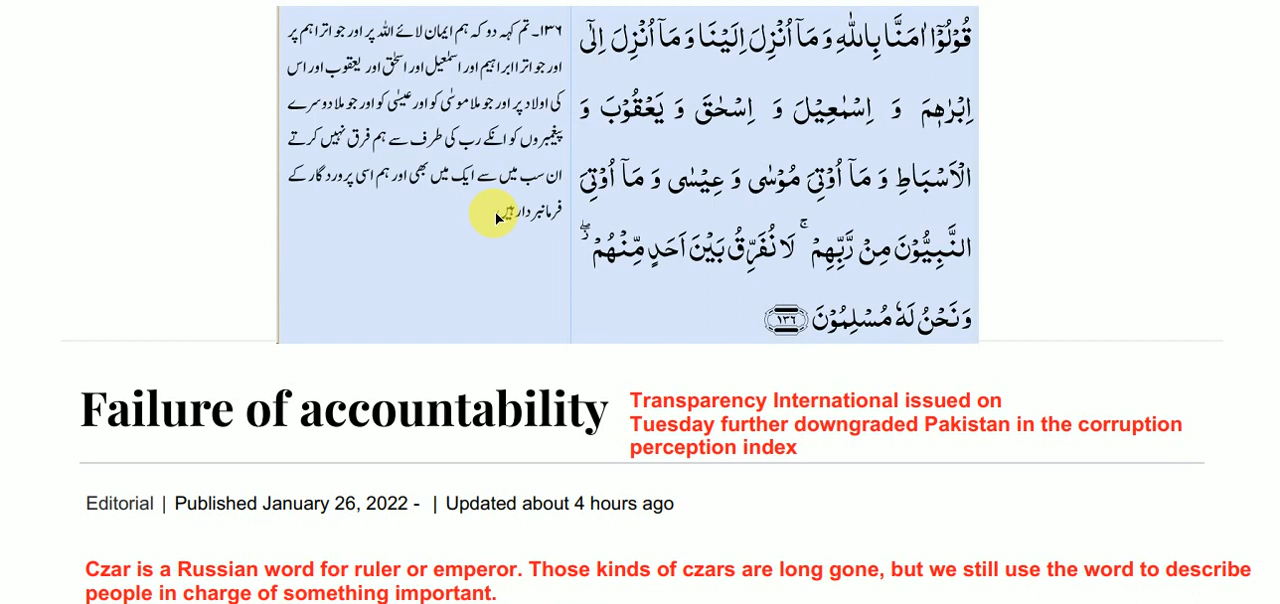 قُوْلُوْٓا اٰمَنَّا بِاللّٰهِ وَ مَآ اُنْزِلَ اِلَیْنَا وَ مَآ اُنْزِلَ اِلٰٓى
اِبْرٰهٖمَ وَ اِسْمٰعِیْلَ وَ اِسْحٰقَ وَ یَعْقُوْبَ وَ
الْاَسْبَاطِ وَ مَآ اُوْتِیَ مُوْسٰى وَ عِیْسٰى وَ مَآ اُوْتِیَ
النَّبِیُّوْنَ مِنْ رَّبِّهِمْ ۚ لَا نُفَرِّقُ بَیْنَ اَحَدٍ مِّنْهُمْ ۖ
وَ نَحْنُ لَهٗ مُسْلِمُوْنَ ﴿۱۳۶﴾
۱۳۶۔ تم کہہ دو کہ ہم ایمان لائے اللہ پر اور جو اترا ہم پر
اور جو اترا ابراہیم اور اسمٰعیل اور اسحٰق اور یعقوب اور اس
کی اولاد پر اور جو ملا موسٰی کو اور عیسٰی کو اور جو ملا دوسرے
پیغمبروں کو انکے رب کی طرف سے ہم فرق نہیں کرتے
ان سب میں سے ایک میں بھی اور ہم اسی پروردگار کے
فرمانبردار ہیں
Failure of accountability
Transparency International issued on
Tuesday further downgraded Pakistan in the corruption
perception index
Editorial | Published January 26, 2022 - | Updated about 4 hours ago
Czar is a Russian word for ruler or emperor. Those kinds of czars are long gone, but we still use the word to describe
people in charge of something important.